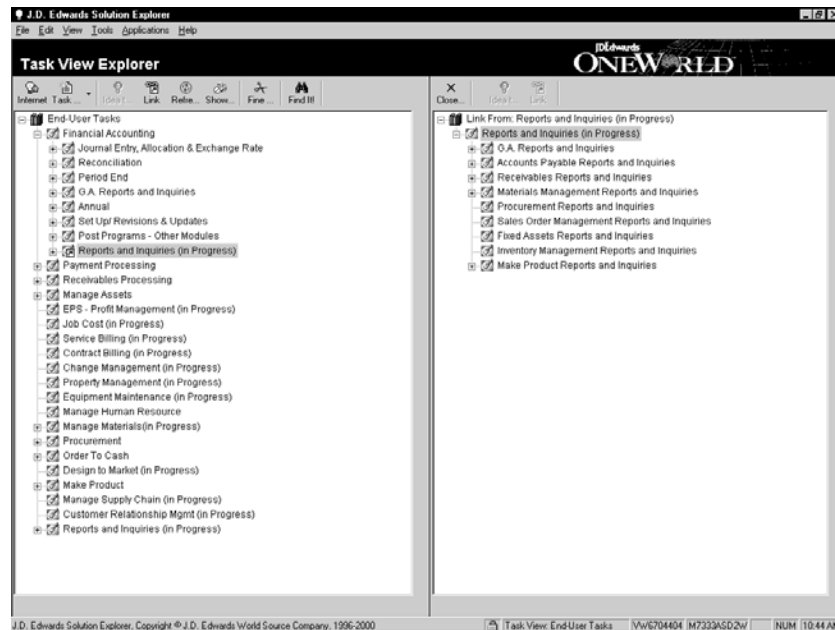 J.D. Edwards Solution Explorer
File Edit View Tools Applications Help
Task View Explorer
JDEdwards
ONEWORLD
Internet Task... Idea t... Link Refre... Show... Fine... Find It!
Close... Idea t... Link
End-User Tasks
Financial Accounting
Journal Entry, Allocation & Exchange Rate
Reconciliation
Period End
G.A. Reports and Inquiries
Annual
Set Up/ Revisions & Updates
Post Programs - Other Modules
Reports and Inquiries (in Progress)
Payment Processing
Receivables Processing
Manage Assets
EPS - Profit Management (in Progress)
Job Cost (in Progress)
Service Billing (in Progress)
Contract Billing (in Progress)
Change Management (in Progress)
Property Management (in Progress)
Equipment Maintenance (in Progress)
Manage Human Resource
Manage Materials(in Progress)
Procurement
Order To Cash
Design to Market (in Progress)
Make Product
Manage Supply Chain (in Progress)
Customer Relationship Mgmt (in Progress)
Reports and Inquiries (in Progress)
Link From: Reports and Inquiries (in Progress)
Reports and Inquiries (in Progress)
G.A. Reports and Inquiries
Accounts Payable Reports and Inquiries
Receivables Reports and Inquiries
Materials Management Reports and Inquiries
Procurement Reports and Inquiries
Sales Order Management Reports and Inquiries
Fixed Assets Reports and Inquiries
Inventory Management Reports and Inquiries
Make Product Reports and Inquiries
J.D. Edwards Solution Explorer, Copyright © J.D. Edwards World Source Company, 1996-2000
Task View: End-User Tasks VW6704404 M7333ASD2W NUM 10:44 AM